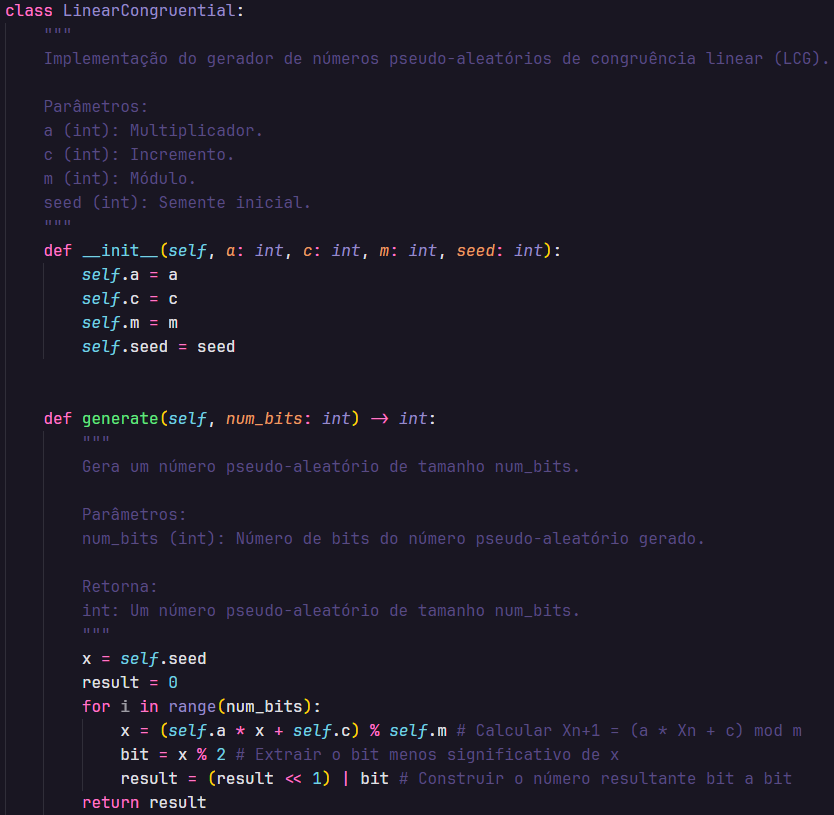 class LinearCongruential:
    """
    Implementação do gerador de números pseudo-aleatórios de congruência linear (LCG).

    Parâmetros:
    a (int): Multiplicador.
    c (int): Incremento.
    m (int): Módulo.
    seed (int): Semente inicial.
    """
    def __init__(self, a: int, c: int, m: int, seed: int):
        self.a = a
        self.c = c
        self.m = m
        self.seed = seed


    def generate(self, num_bits: int) -> int:
        """
        Gera um número pseudo-aleatório de tamanho num_bits.

        Parâmetros:
        num_bits (int): Número de bits do número pseudo-aleatório gerado.

        Retorna:
        int: Um número pseudo-aleatório de tamanho num_bits.
        """
        x = self.seed
        result = 0
        for i in range(num_bits):
            x = (self.a * x + self.c) % self.m # Calcular Xn+1 = (a * Xn + c) mod m
            bit = x % 2 # Extrair o bit menos significativo de x
            result = (result << 1) | bit # Construir o número resultante bit a bit
        return result